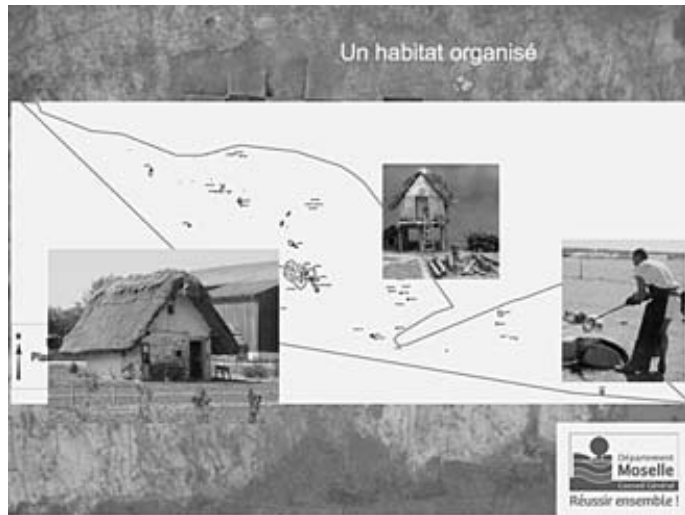 Un habitat organisé
Département
Moselle
Conseil Général
Réussir ensemble !